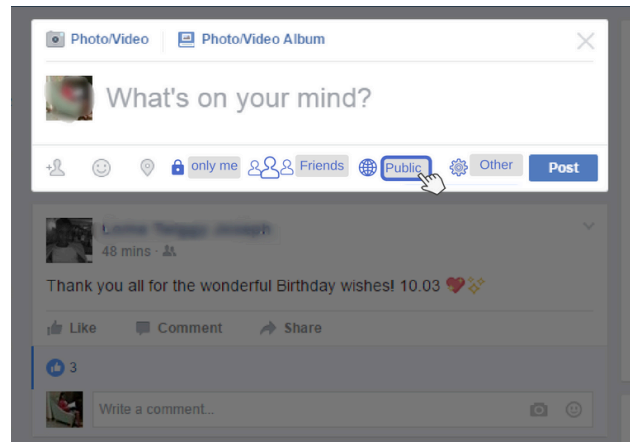 Photo/Video Photo/Video Album
What's on your mind?
only me Friends Public Other Post
48 mins ·
Thank you all for the wonderful Birthday wishes! 10.03 💖✨
Like Comment Share
3
Write a comment...